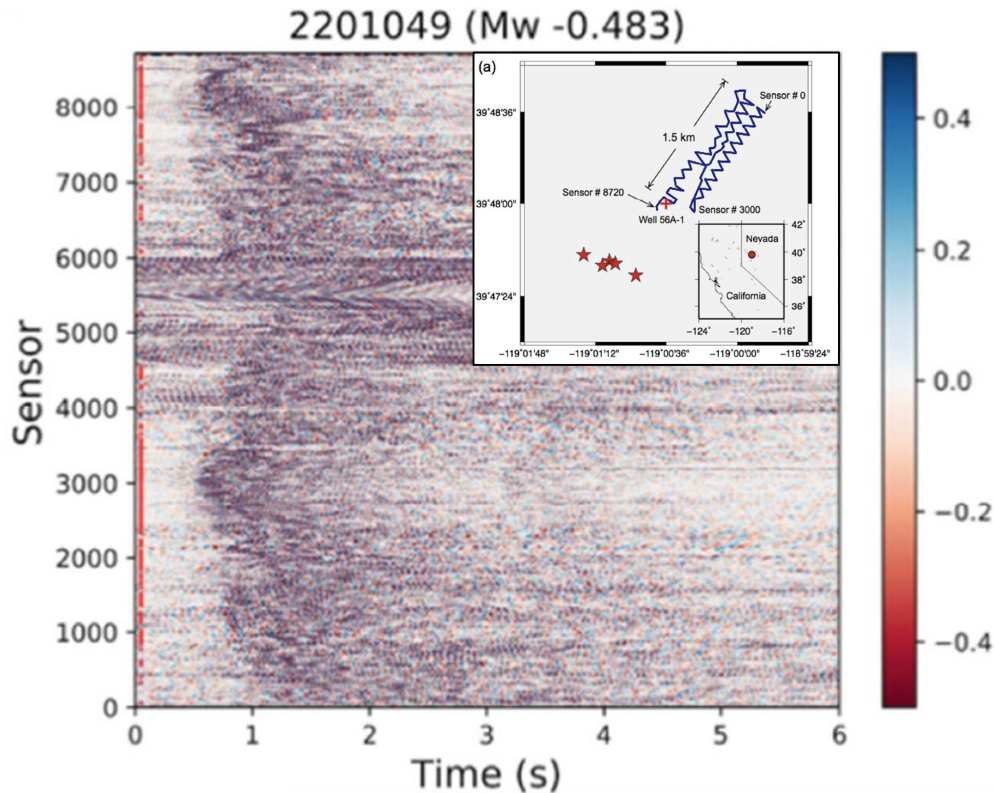 2201049 (Mw -0.483)
Sensor
8000
7000
6000
5000
4000
3000
2000
1000
0
0 1 2 3 4 5 6
Time (s)
0.4
0.2
0.0
−0.2
−0.4
(a)
39˚48'36"
39˚48'00"
39˚47'24"
−119˚01'48" −119˚01'12" −119˚00'36" −119˚00'00" −118˚59'24"
Sensor # 0
1.5 km
Sensor # 8720
Well 56A-1
Sensor # 3000
Nevada
California
42˚
40˚
38˚
36˚
−124˚ −120˚ −116˚